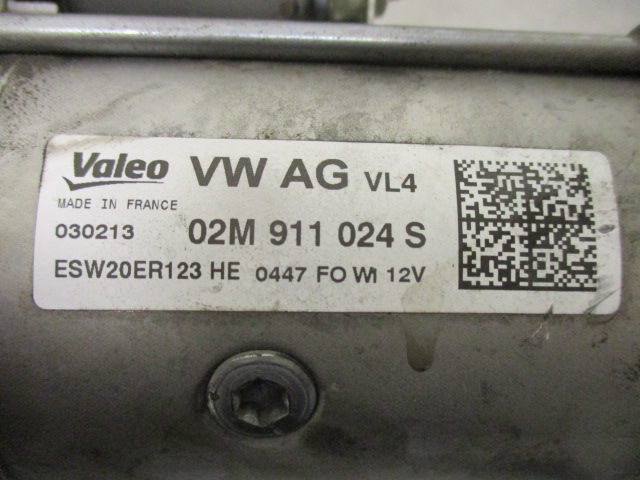 Valeo VW AG VL4
MADE IN FRANCE
030213 02M 911 024 S
ESW20ER123 HE 0447 FO WI 12V